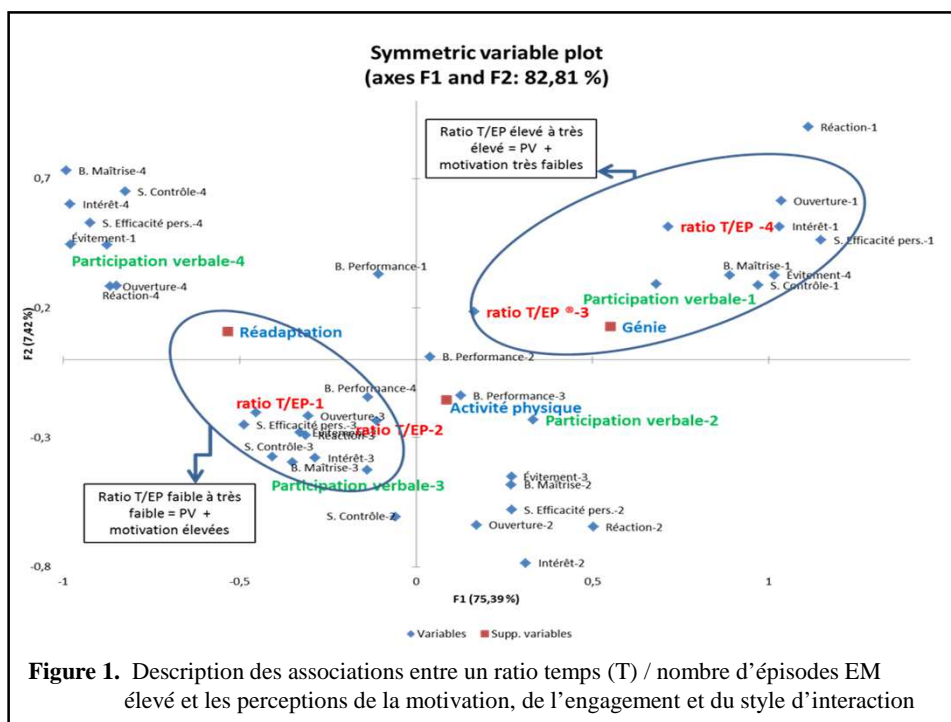 Symmetric variable plot
(axes F1 and F2: 82,81 %)
Ratio T/EP élevé à très
élevé = PV +
motivation très faibles
Réaction-1
0,7
B. Maîtrise-4
S. Contrôle-4
Intérêt-4
S. Efficacité pers.-4
Évitement-1
Participation verbale-4
Ouverture-4
Réaction-4
B. Performance-1
Ouverture-1
ratio T/EP -4
Intérêt-1
S. Efficacité pers.-1
B. Maîtrise-1
Évitement-4
S. Contrôle-1
Participation verbale-1
0,2
ratio T/EP ®-3
Génie
Réadaptation
B. Performance-2
F2 (7,42 %)
B. Performance-4
B. Performance-3
ratio T/EP-1
Activité physique
Ouverture-3
S. Efficacité pers.-3
ratio T/EP-2
Participation verbale-2
Évitement-3
Réaction-3
-0,3
S. Contrôle-3
Intérêt-3
B. Maîtrise-3
Participation verbale-3
Évitement-3
B. Maîtrise-2
Ratio T/EP faible à très
faible = PV +
motivation élevées
S. Contrôle-2
S. Efficacité pers.-2
Ouverture-2
Réaction-2
Intérêt-2
-0,8
-1
-0,5
0
0,5
1
F1 (75,39 %)
Variables
Supp. variables
Figure 1. Description des associations entre un ratio temps (T) / nombre d’épisodes EM
élevé et les perceptions de la motivation, de l’engagement et du style d’interaction